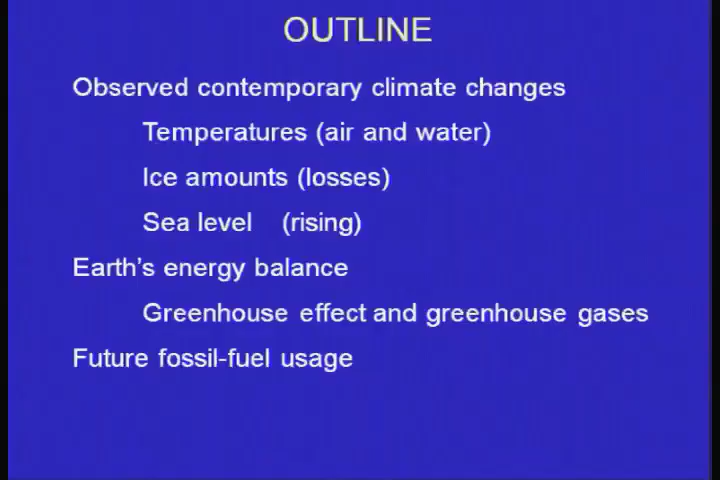 OUTLINE
Observed contemporary climate changes
Temperatures (air and water)
Ice amounts (losses)
Sea level (rising)
Earth's energy balance
Greenhouse effect and greenhouse gases
Future fossil-fuel usage